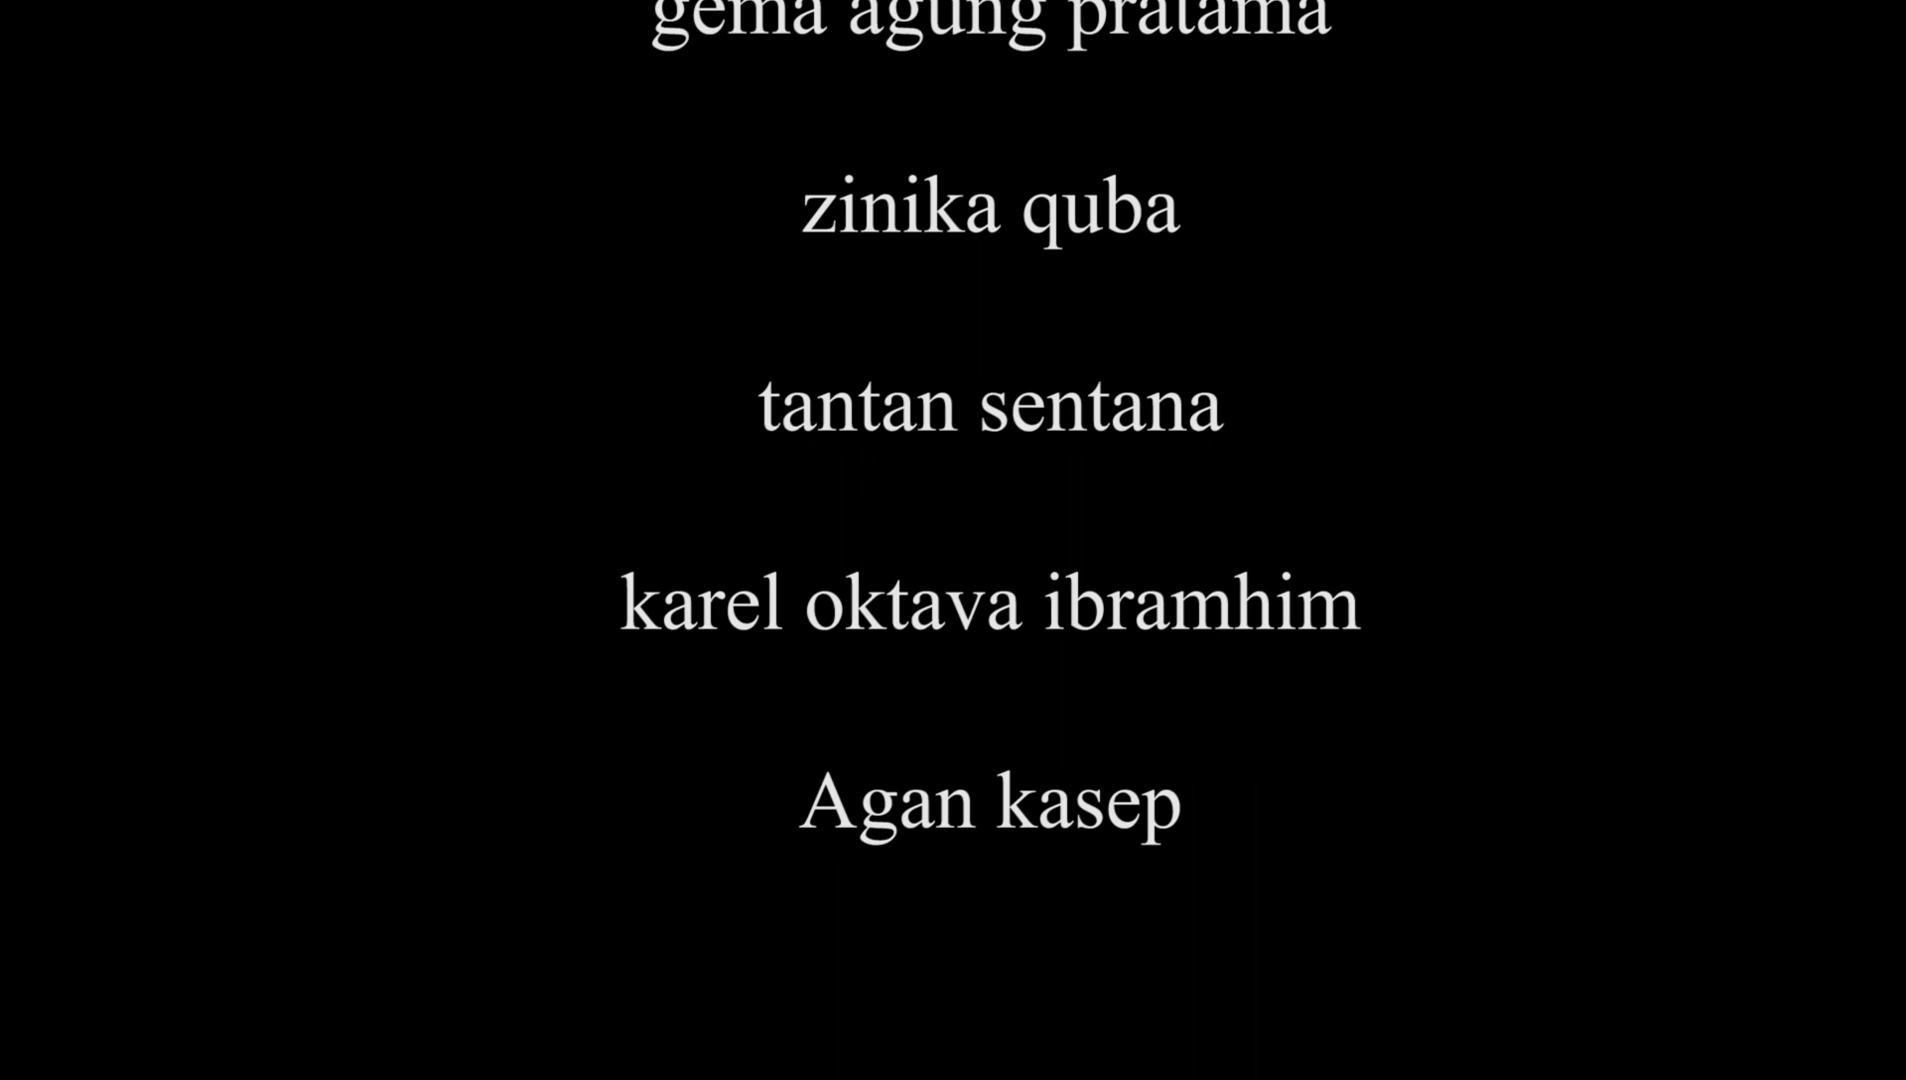 gema agung pratama
zinika quba
tantan sentana
karel oktava ibramhim
Agan kasep